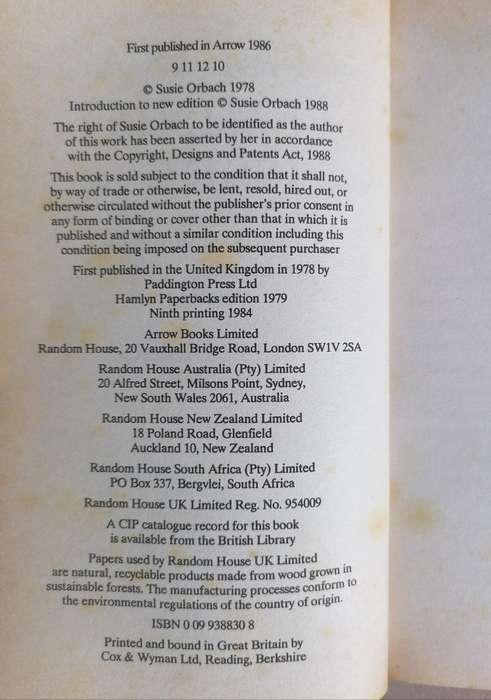 First published in Arrow 1986
9 11 12 10
© Susie Orbach 1978
Introduction to new edition © Susie Orbach 1988
The right of Susie Orbach to be identified as the author
of this work has been asserted by her in accordance
with the Copyright, Designs and Patents Act, 1988
This book is sold subject to the condition that it shall not,
by way of trade or otherwise, be lent, resold, hired out, or
otherwise circulated without the publisher's prior consent in
any form of binding or cover other than that in which it is
published and without a similar condition including this
condition being imposed on the subsequent purchaser
First published in the United Kingdom in 1978 by
Paddington Press Ltd
Hamlyn Paperbacks edition 1979
Ninth printing 1984
Arrow Books Limited
Random House, 20 Vauxhall Bridge Road, London SW1V 2SA
Random House Australia (Pty) Limited
20 Alfred Street, Milsons Point, Sydney,
New South Wales 2061, Australia
Random House New Zealand Limited
18 Poland Road, Glenfield
Auckland 10, New Zealand
Random House South Africa (Pty) Limited
PO Box 337, Bergvlei, South Africa
Random House UK Limited Reg. No. 954009
A CIP catalogue record for this book
is available from the British Library
Papers used by Random House UK Limited
are natural, recyclable products made from wood grown in
sustainable forests. The manufacturing processes conform to
the environmental regulations of the country of origin.
ISBN 0 09 938830 8
Printed and bound in Great Britain by
Cox & Wyman Ltd, Reading, Berkshire